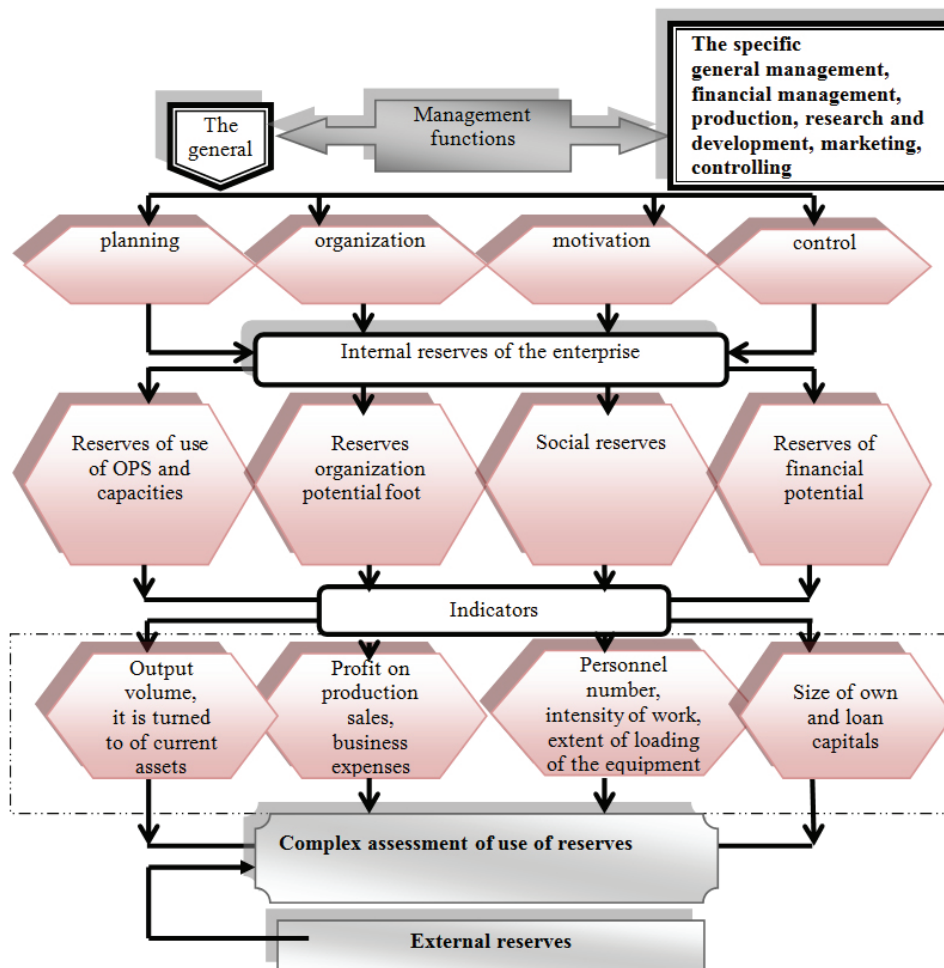 The
general
Management
functions
The specific
general management,
financial management,
production, research and
development, marketing,
controlling
planning
organization
motivation
control
Internal reserves of the enterprise
Reserves of use
of OPS and
capacities
Reserves
organization
potential foot
Social reserves
Reserves of
financial
potential
Indicators
Output
volume,
it is turned
to of current
assets
Profit on
production
sales,
business
expenses
Personnel
number,
intensity of work,
extent of loading
of the equipment
Size of own
and loan
capitals
Complex assessment of use of reserves
External reserves